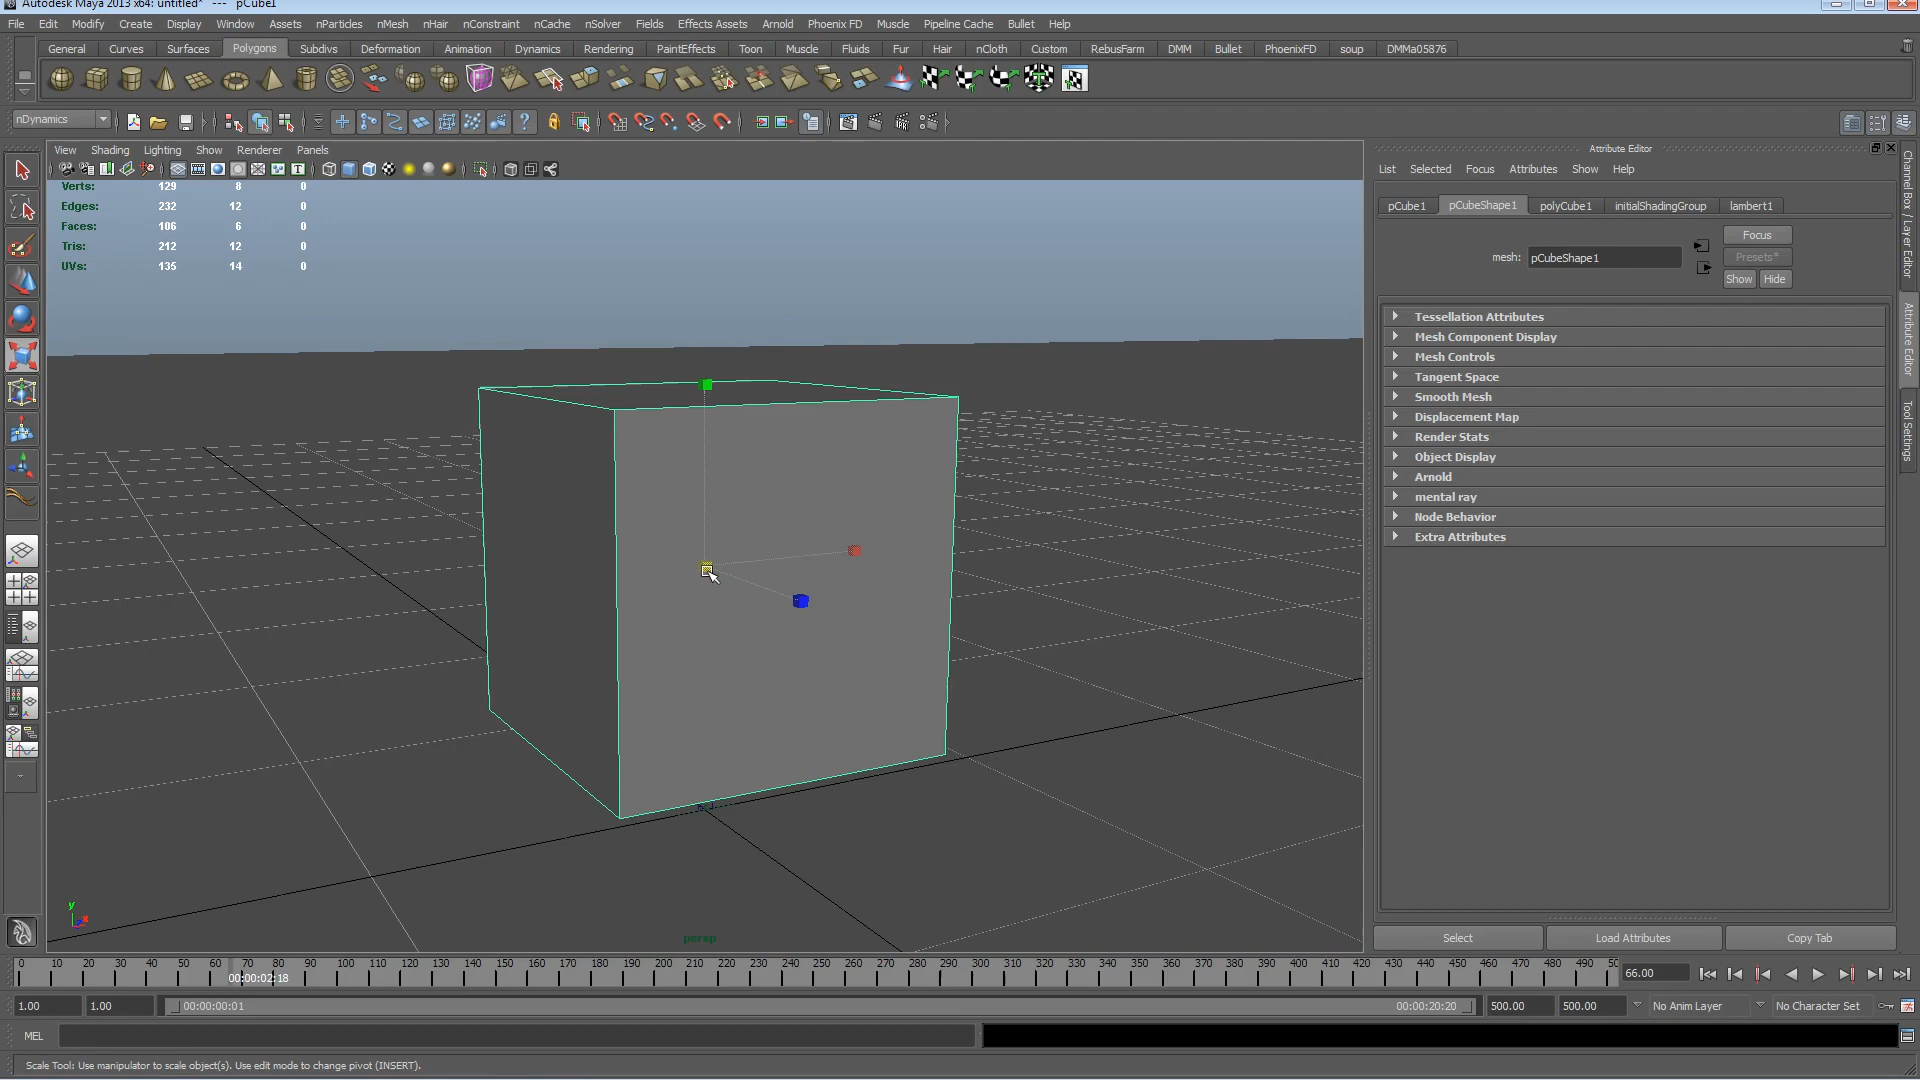 Autodesk Maya 2013 x64: untitled* --- pCube1
File Edit Modify Create Display Window Assets nParticles nMesh nHair nConstraint nCache nSolver Fields Effects Assets Arnold Phoenix FD Muscle Pipeline Cache Bullet Help
General Curves Surfaces Polygons Subdivs Deformation Animation Dynamics Rendering PaintEffects Toon Muscle Fluids Fur Hair nCloth Custom RebusFarm DMM Bullet PhoenixFD soup DMMa05876
nDynamics
View Shading Lighting Show Renderer Panels
Verts: 129 8 0
Edges: 232 12 0
Faces: 106 6 0
Tris: 212 12 0
UVs: 135 14 0
y
x
persp
Attribute Editor
List Selected Focus Attributes Show Help
pCube1 pCubeShape1 polyCube1 initialShadingGroup lambert1
Focus
mesh: pCubeShape1
Presets*
Show Hide
Tessellation Attributes
Mesh Component Display
Mesh Controls
Tangent Space
Smooth Mesh
Displacement Map
Render Stats
Object Display
Arnold
mental ray
Node Behavior
Extra Attributes
Select Load Attributes Copy Tab
Channel Box / Layer Editor
Attribute Editor
Tool Settings
0 10 20 30 40 50 60 70 80 90 100 110 120 130 140 150 160 170 180 190 200 210 220 230 240 250 260 270 280 290 300 310 320 330 340 350 360 370 380 390 400 410 420 430 440 450 460 470 480 490 50
00:00:02:18
66.00
1.00 1.00 00:00:00:01 00:00:20:20 500.00 500.00 No Anim Layer No Character Set
MEL
Scale Tool: Use manipulator to scale object(s). Use edit mode to change pivot (INSERT).